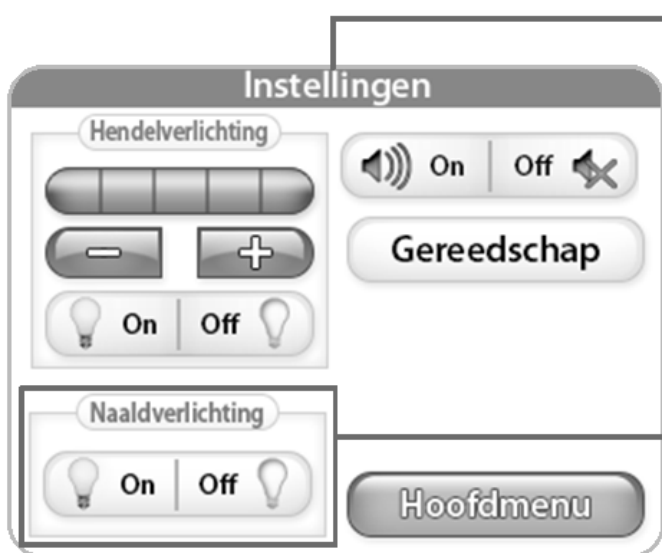 Instellingen
Hendelverlichting
On Off
Gereedschap
On Off
Naaldverlichting
On Off
Hoofdmenu